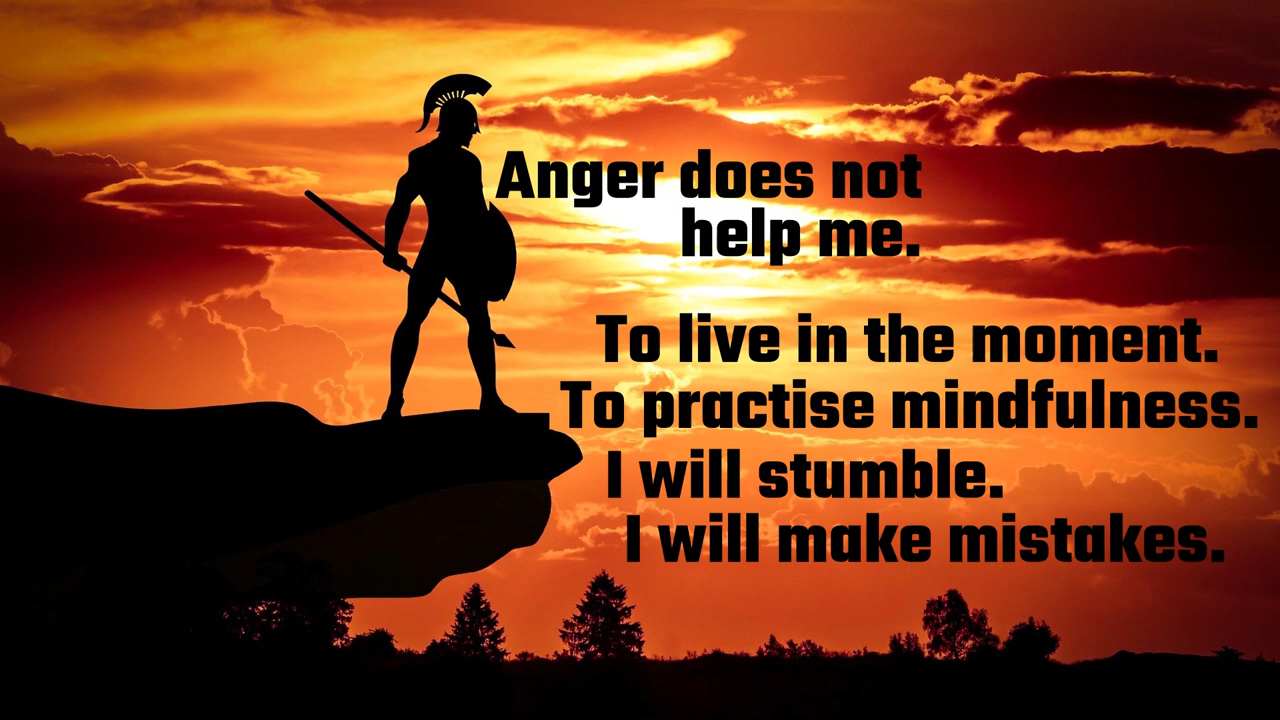 Anger does not
help me.
To live in the moment.
To practise mindfulness.
I will stumble.
I will make mistakes.